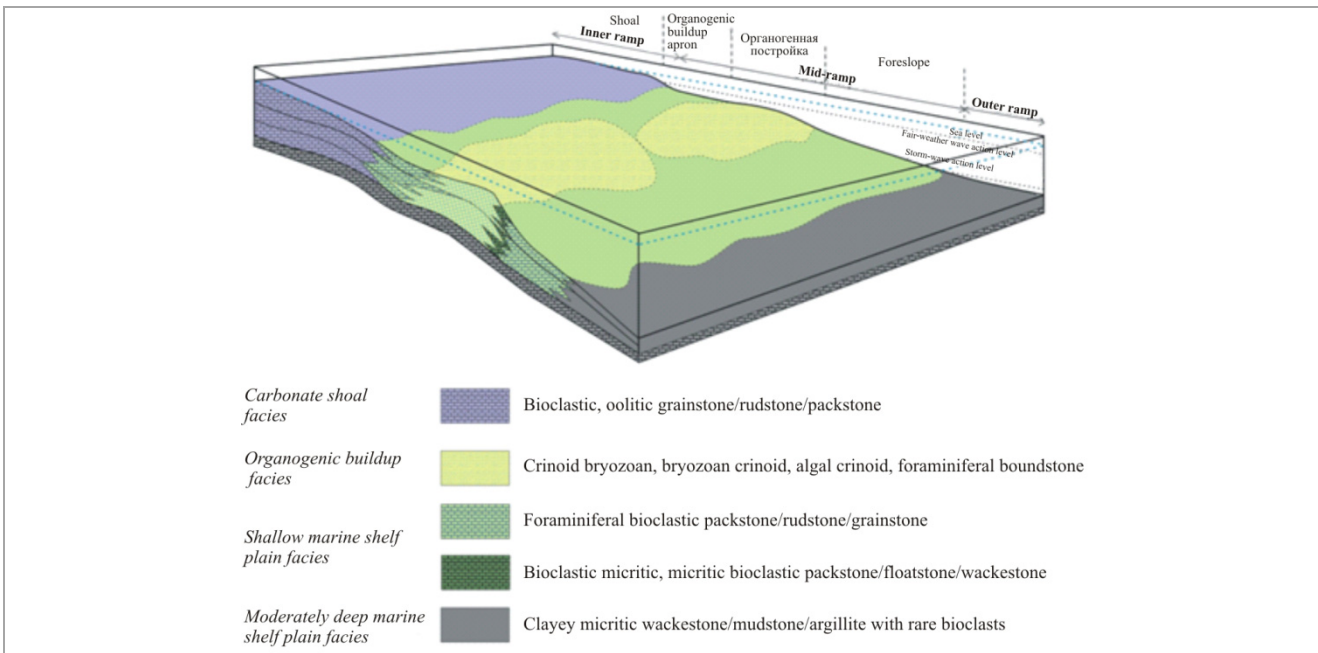 Shoal
Inner ramp
Organogenic
buildup
apron
Органогенная
постройка
Mid-ramp
Foreslope
Outer ramp
Sea level
Fair-weather wave action level
Storm-wave action level
Carbonate shoal
facies
Bioclastic, oolitic grainstone/rudstone/packstone
Organogenic buildup
facies
Crinoid bryozoan, bryozoan crinoid, algal crinoid, foraminiferal boundstone
Shallow marine shelf
plain facies
Foraminiferal bioclastic packstone/rudstone/grainstone
Bioclastic micritic, micritic bioclastic packstone/floatstone/wackestone
Moderately deep marine
shelf plain facies
Clayey micritic wackestone/mudstone/argillite with rare bioclasts